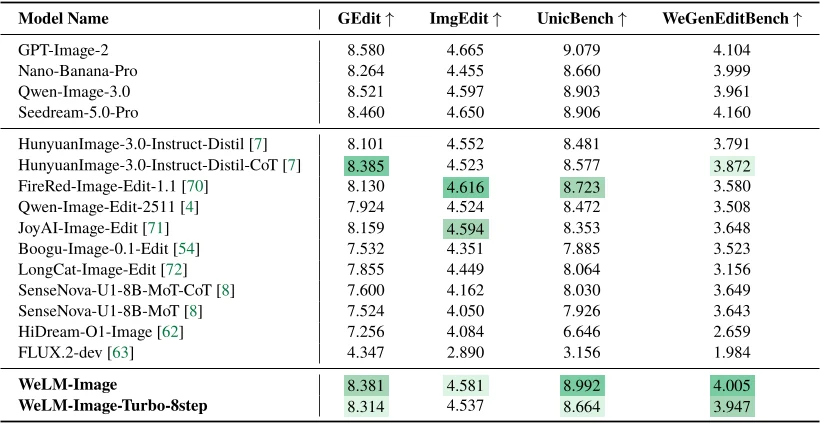 Model Name GEdit ↑ ImgEdit ↑ UnicBench ↑ WeGenEditBench ↑
GPT-Image-2 8.580 4.665 9.079 4.104
Nano-Banana-Pro 8.264 4.455 8.660 3.999
Qwen-Image-3.0 8.521 4.597 8.903 3.961
Seedream-5.0-Pro 8.460 4.650 8.906 4.160
HunyuanImage-3.0-Instruct-Distil [7] 8.101 4.552 8.481 3.791
HunyuanImage-3.0-Instruct-Distil-CoT [7] 8.385 4.523 8.577 3.872
FireRed-Image-Edit-1.1 [70] 8.130 4.616 8.723 3.580
Qwen-Image-Edit-2511 [4] 7.924 4.524 8.472 3.508
JoyAI-Image-Edit [71] 8.159 4.594 8.353 3.648
Boogu-Image-0.1-Edit [54] 7.532 4.351 7.885 3.523
LongCat-Image-Edit [72] 7.855 4.449 8.064 3.156
SenseNova-U1-8B-MoT-CoT [8] 7.600 4.162 8.030 3.649
SenseNova-U1-8B-MoT [8] 7.524 4.050 7.926 3.643
HiDream-O1-Image [62] 7.256 4.084 6.646 2.659
FLUX.2-dev [63] 4.347 2.890 3.156 1.984
WeLM-Image 8.381 4.581 8.992 4.005
WeLM-Image-Turbo-8step 8.314 4.537 8.664 3.947